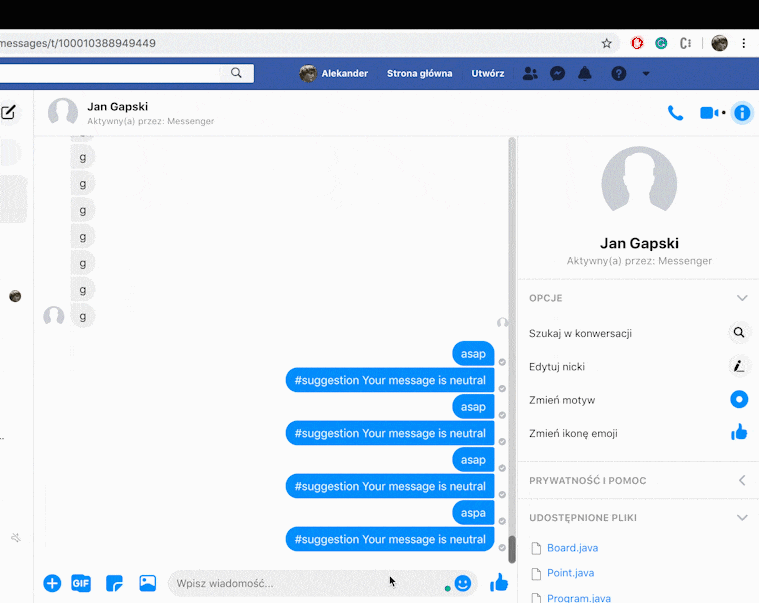 messages/t/100010388949449
Alekander Strona główna Utwórz
Jan Gapski
Aktywny(a) przez: Messenger
g
g
g
g
g
g
g
asap
#suggestion Your message is neutral
asap
#suggestion Your message is neutral
asap
#suggestion Your message is neutral
aspa
#suggestion Your message is neutral
GIF
Wpisz wiadomość...
Jan Gapski
Aktywny(a) przez: Messenger
OPCJE
Szukaj w konwersacji
Edytuj nicki
Zmień motyw
Zmień ikonę emoji
PRYWATNOŚĆ I POMOC
UDOSTĘPNIONE PLIKI
Board.java
Point.java
Program.java